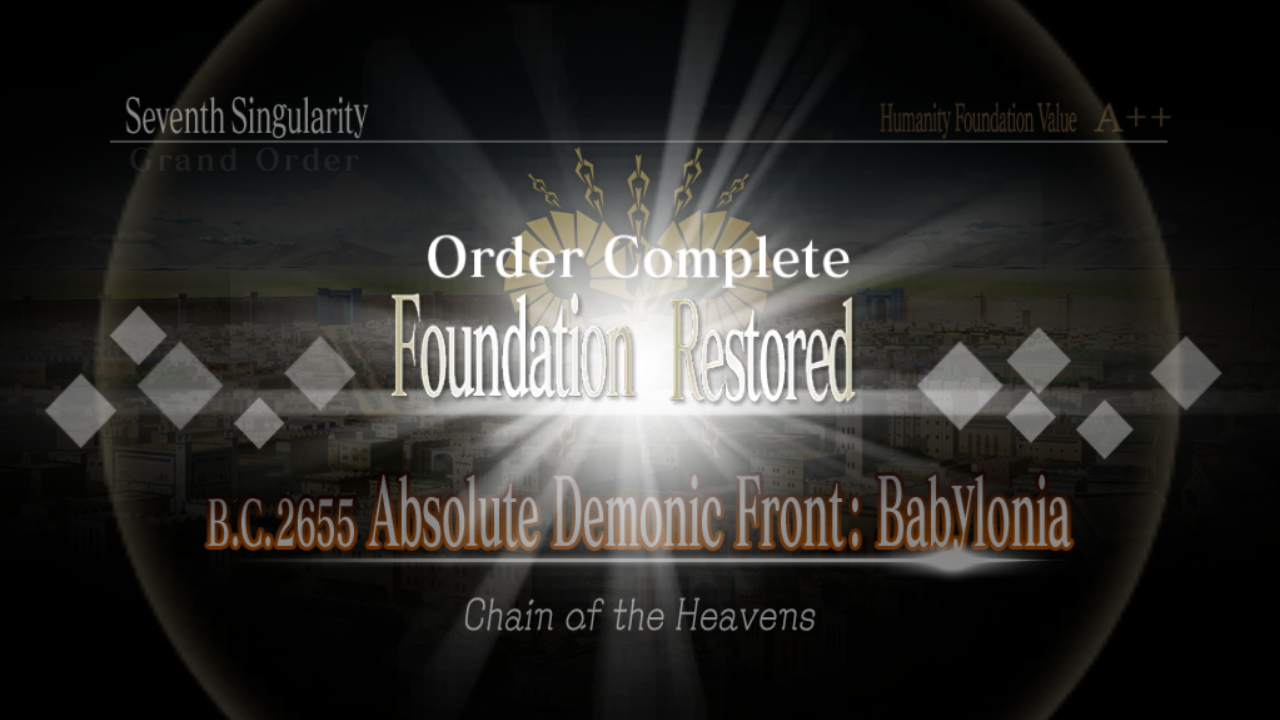 Seventh Singularity
Humanity Foundation Value A++
Grand Order
Order Complete
Foundation Restored
B.C.2655 Absolute Demonic Front: Babylonia
Chain of the Heavens